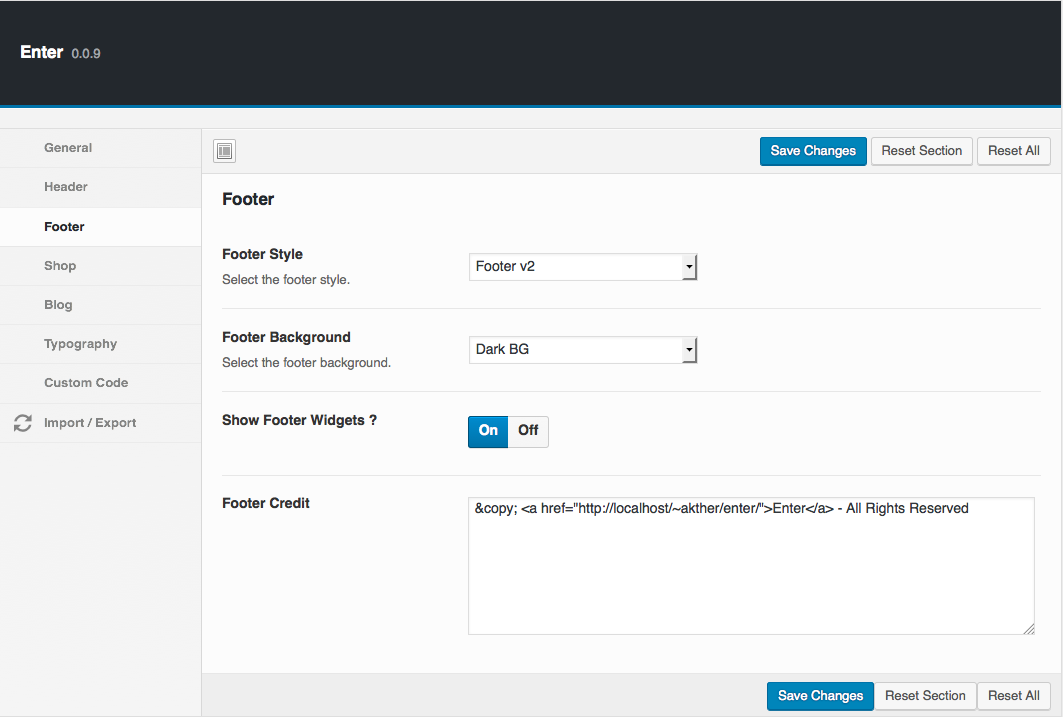 Enter 0.0.9
General
Header
Footer
Shop
Blog
Typography
Custom Code
Import / Export
Save Changes Reset Section Reset All
Footer
Footer Style
Select the footer style.
Footer v2
Footer Background
Select the footer background.
Dark BG
Show Footer Widgets ?
On Off
Footer Credit
&copy; <a href="http://localhost/~akther/enter/">Enter</a> - All Rights Reserved
Save Changes Reset Section Reset All